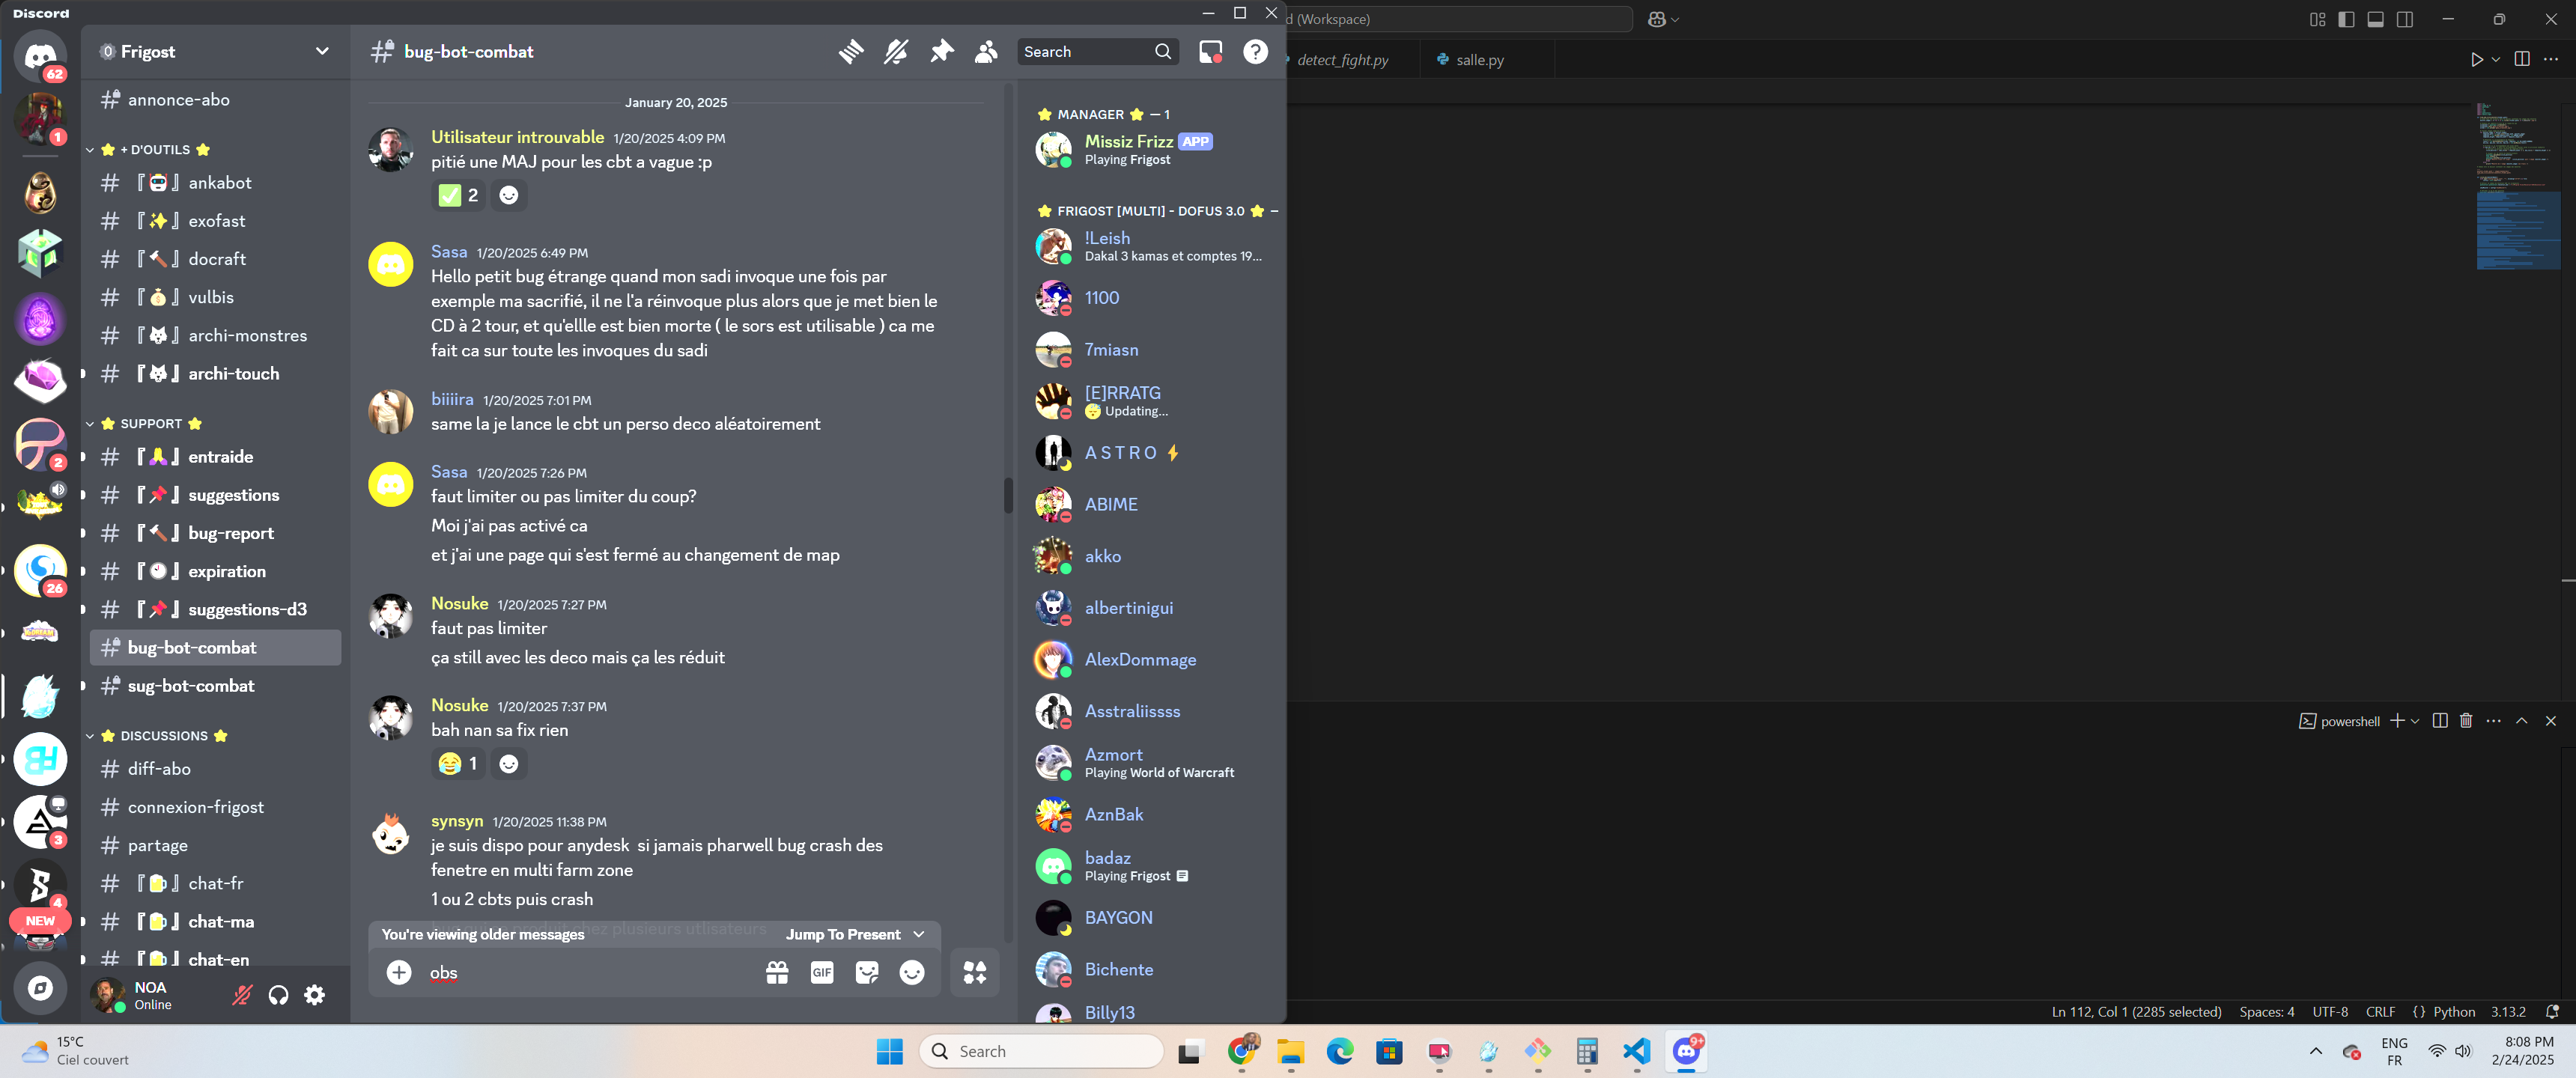 Discord
62
1
2
26
3
4
NEW
Frigost
annonce-abo
+ D'OUTILS
『🤖』ankabot
『✨』exofast
『🔨』docraft
『💰』vulbis
『🐺』archi-monstres
『🐺』archi-touch
SUPPORT
『🙏』entraide
『📌』suggestions
『🔨』bug-report
『🕙』expiration
『📌』suggestions-d3
bug-bot-combat
sug-bot-combat
DISCUSSIONS
diff-abo
connexion-frigost
partage
『🍺』chat-fr
『🍺』chat-ma
『🍺』chat-en
NOA
Online
bug-bot-combat
Search
January 20, 2025
Utilisateur introuvable 1/20/2025 4:09 PM
pitié une MAJ pour les cbt a vague :p
2
Sasa 1/20/2025 6:49 PM
Hello petit bug étrange quand mon sadi invoque une fois par
exemple ma sacrifié, il ne l'a réinvoque plus alors que je met bien le
CD à 2 tour, et qu'ellle est bien morte ( le sors est utilisable ) ca me
fait ca sur toute les invoques du sadi
biiiira 1/20/2025 7:01 PM
same la je lance le cbt un perso deco aléatoirement
Sasa 1/20/2025 7:26 PM
faut limiter ou pas limiter du coup?
Moi j'ai pas activé ca
et j'ai une page qui s'est fermé au changement de map
Nosuke 1/20/2025 7:27 PM
faut pas limiter
ça still avec les deco mais ça les réduit
Nosuke 1/20/2025 7:37 PM
bah nan sa fix rien
1
synsyn 1/20/2025 11:38 PM
je suis dispo pour anydesk  si jamais pharwell bug crash des
fenetre en multi farm zone
1 ou 2 cbts puis crash
chez plusieurs utlisateurs
You're viewing older messages
Jump To Present
obs
GIF
MANAGER — 1
Missiz Frizz APP
Playing Frigost
FRIGOST [MULTI] - DOFUS 3.0 —
!Leish
Dakal 3 kamas et comptes 19...
1100
7miasn
[E]RRATG
😴 Updating...
A S T R O ⚡
ABIME
akko
albertinigui
AlexDommage
Asstraliissss
Azmort
Playing World of Warcraft
AznBak
badaz
Playing Frigost
BAYGON
Bichente
Billy13
d (Workspace)
detect_fight.py
salle.py
powershell
Ln 112, Col 1 (2285 selected)
Spaces: 4
UTF-8
CRLF
{} Python
3.13.2
15°C
Ciel couvert
Search
9+
ENG
FR
8:08 PM
2/24/2025